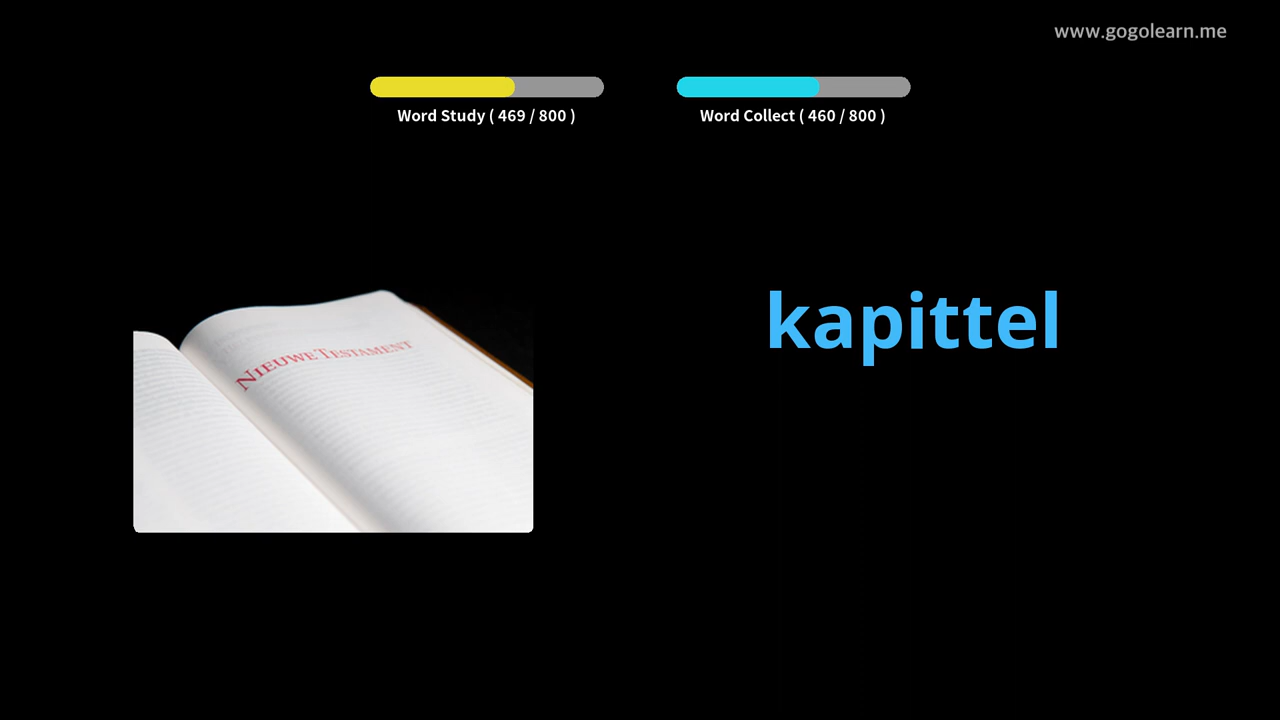 www.gogolearn.me
Word Study ( 469 / 800 )
Word Collect ( 460 / 800 )
NIEUWE TESTAMENT
kapittel